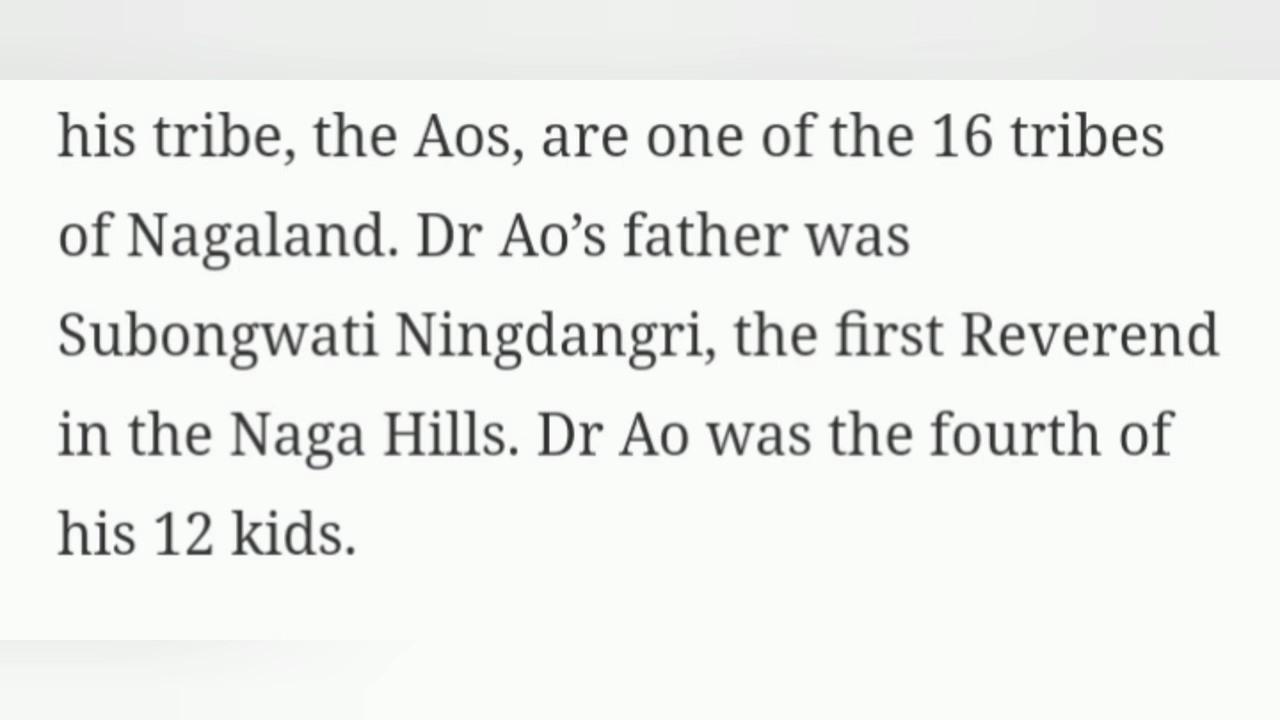 his tribe, the Aos, are one of the 16 tribes
of Nagaland. Dr Ao’s father was
Subongwati Ningdangri, the first Reverend
in the Naga Hills. Dr Ao was the fourth of
his 12 kids.